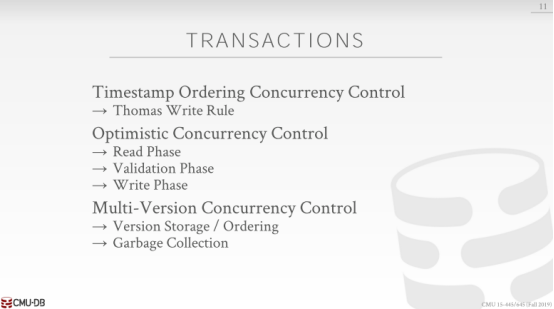 11
TRANSACTIONS
Timestamp Ordering Concurrency Control
→ Thomas Write Rule
Optimistic Concurrency Control
→ Read Phase
→ Validation Phase
→ Write Phase
Multi-Version Concurrency Control
→ Version Storage / Ordering
→ Garbage Collection
CMU·DB
CMU 15-445/645 (Fall 2019)